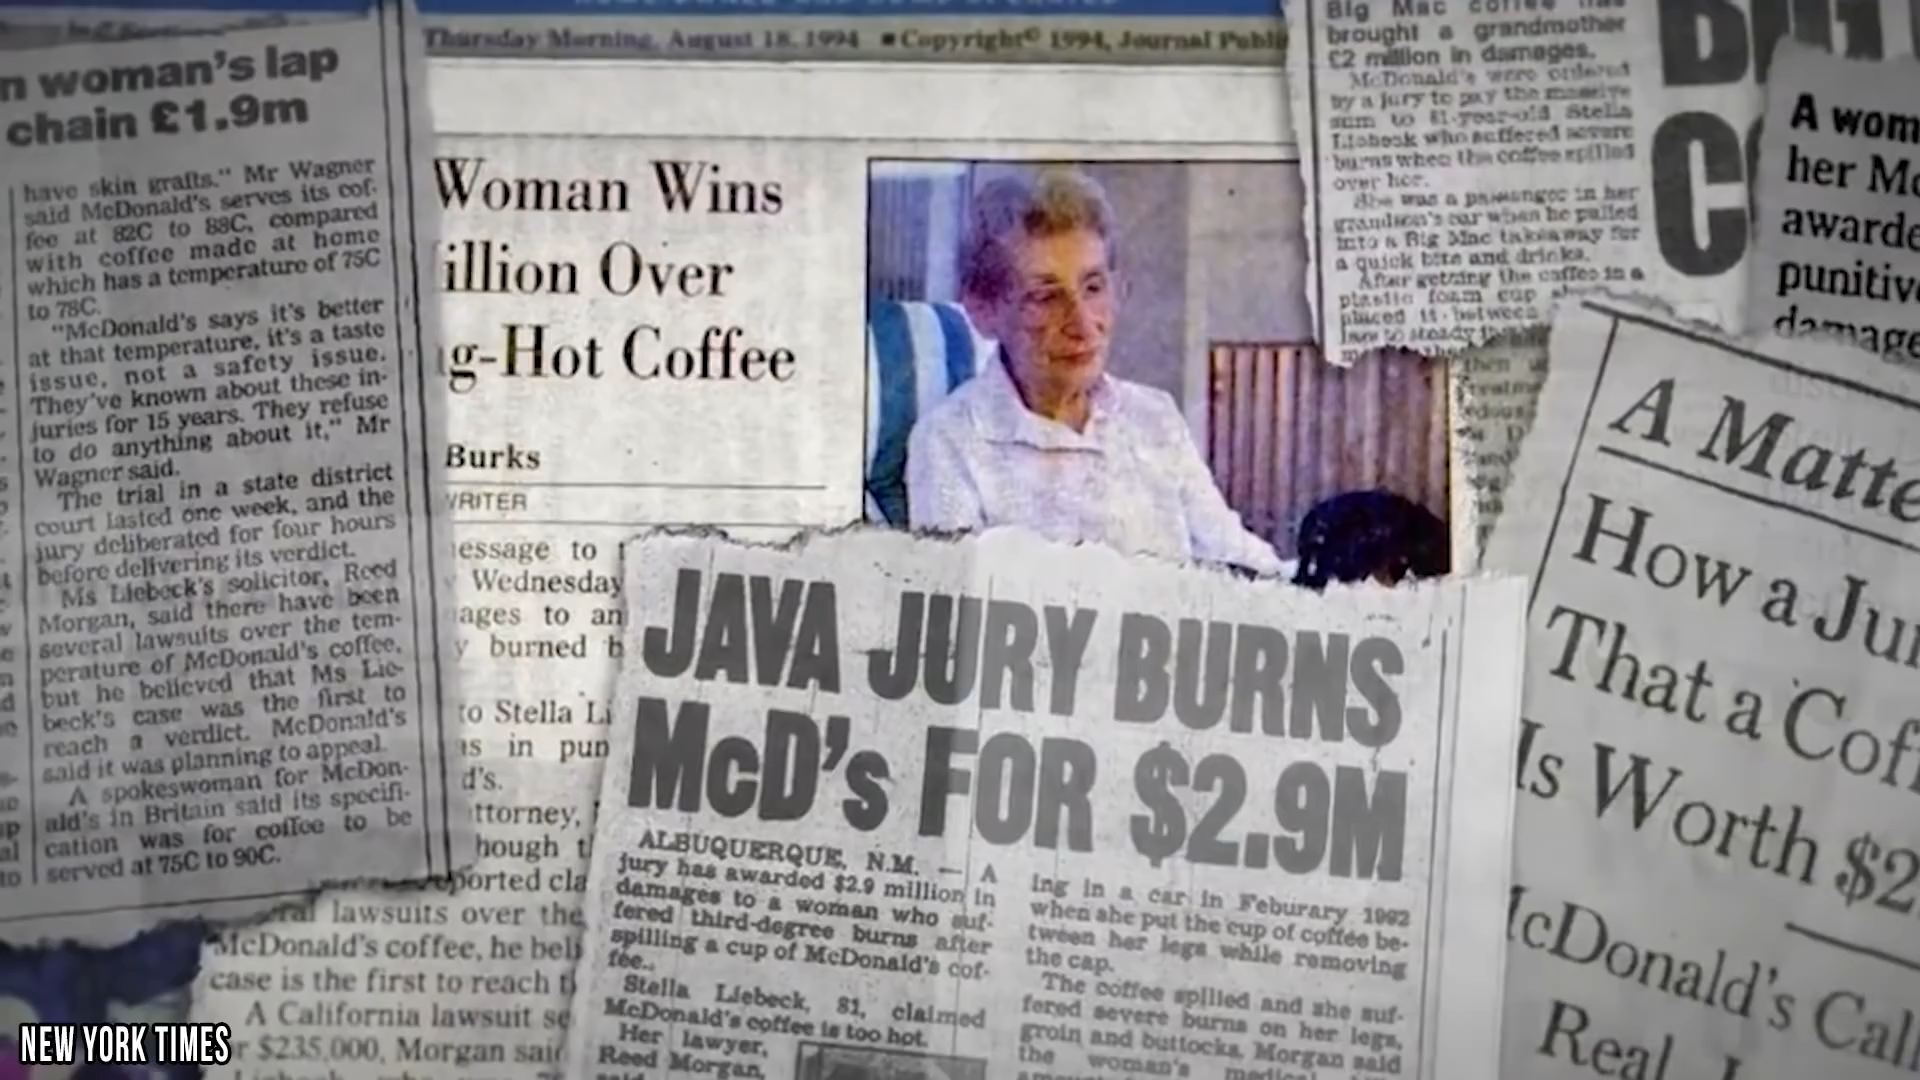 n woman's lap
chain £1.9m
have skin grafts." Mr Wagner
said McDonald's serves its cof-
fee at 82C to 88C, compared
with coffee made at home
which has a temperature of 75C
to 78C.
"McDonald's says it's better
at that temperature, it's a taste
issue, not a safety issue.
They've known about these in-
juries for 15 years. They refuse
to do anything about it," Mr
Wagner said.
The trial in a state district
court lasted one week, and the
jury deliberated for four hours
before delivering its verdict.
Ms Liebeck's solicitor, Reed
Morgan, said there have been
several lawsuits over the tem-
perature of McDonald's coffee,
but he believed that Ms Lie-
beck's case was the first to
reach a verdict. McDonald's
said it was planning to appeal.
A spokeswoman for McDon-
ald's in Britain said its specifi-
cation was for coffee to be
served at 75C to 90C.
Thursday Morning, August 18, 1994 ■ Copyright© 1994, Journal Publi
Woman Wins
illion Over
g-Hot Coffee
Burks
WRITER
essage to
Wednesday
ages to an
y burned b
to Stella Li
as in pun
d's.
ttorney,
hough t
ported cla
ral lawsuits over the
McDonald's coffee, he beli
case is the first to reach t
A California lawsuit se
r $235,000, Morgan said
JAVA JURY BURNS
McD's FOR $2.9M
ALBUQUERQUE, N.M. — A
jury has awarded $2.9 million in
damages to a woman who suf-
fered third-degree burns after
spilling a cup of McDonald's cof-
fee.
Stella Liebeck, 81, claimed
McDonald's coffee is too hot.
Her lawyer,
Reed Morgan,
said
ing in a car in Feburary 1992
when she put the cup of coffee be-
tween her legs while removing
the cap.
The coffee spilled and she suf-
fered severe burns on her legs,
groin and buttocks, Morgan said
the woman's medical
Big Mac coffee has
brought a grandmother
£2 million in damages.
McDonald's were ordered
by a jury to pay the massive
sum to 81-year-old Stella
Liebeck who suffered severe
burns when the coffee spilled
over her.
She was a passenger in her
grandson's car when he pulled
into a Big Mac takeaway for
a quick bite and drinks.
After getting the coffee in a
plastic foam cup she
placed it between
legs to steady
A wom
her Mc
awarde
punitive
damage
A Matte
How a Jur
That a Coff
Is Worth $2
McDonald's Call
Real
NEW YORK TIMES